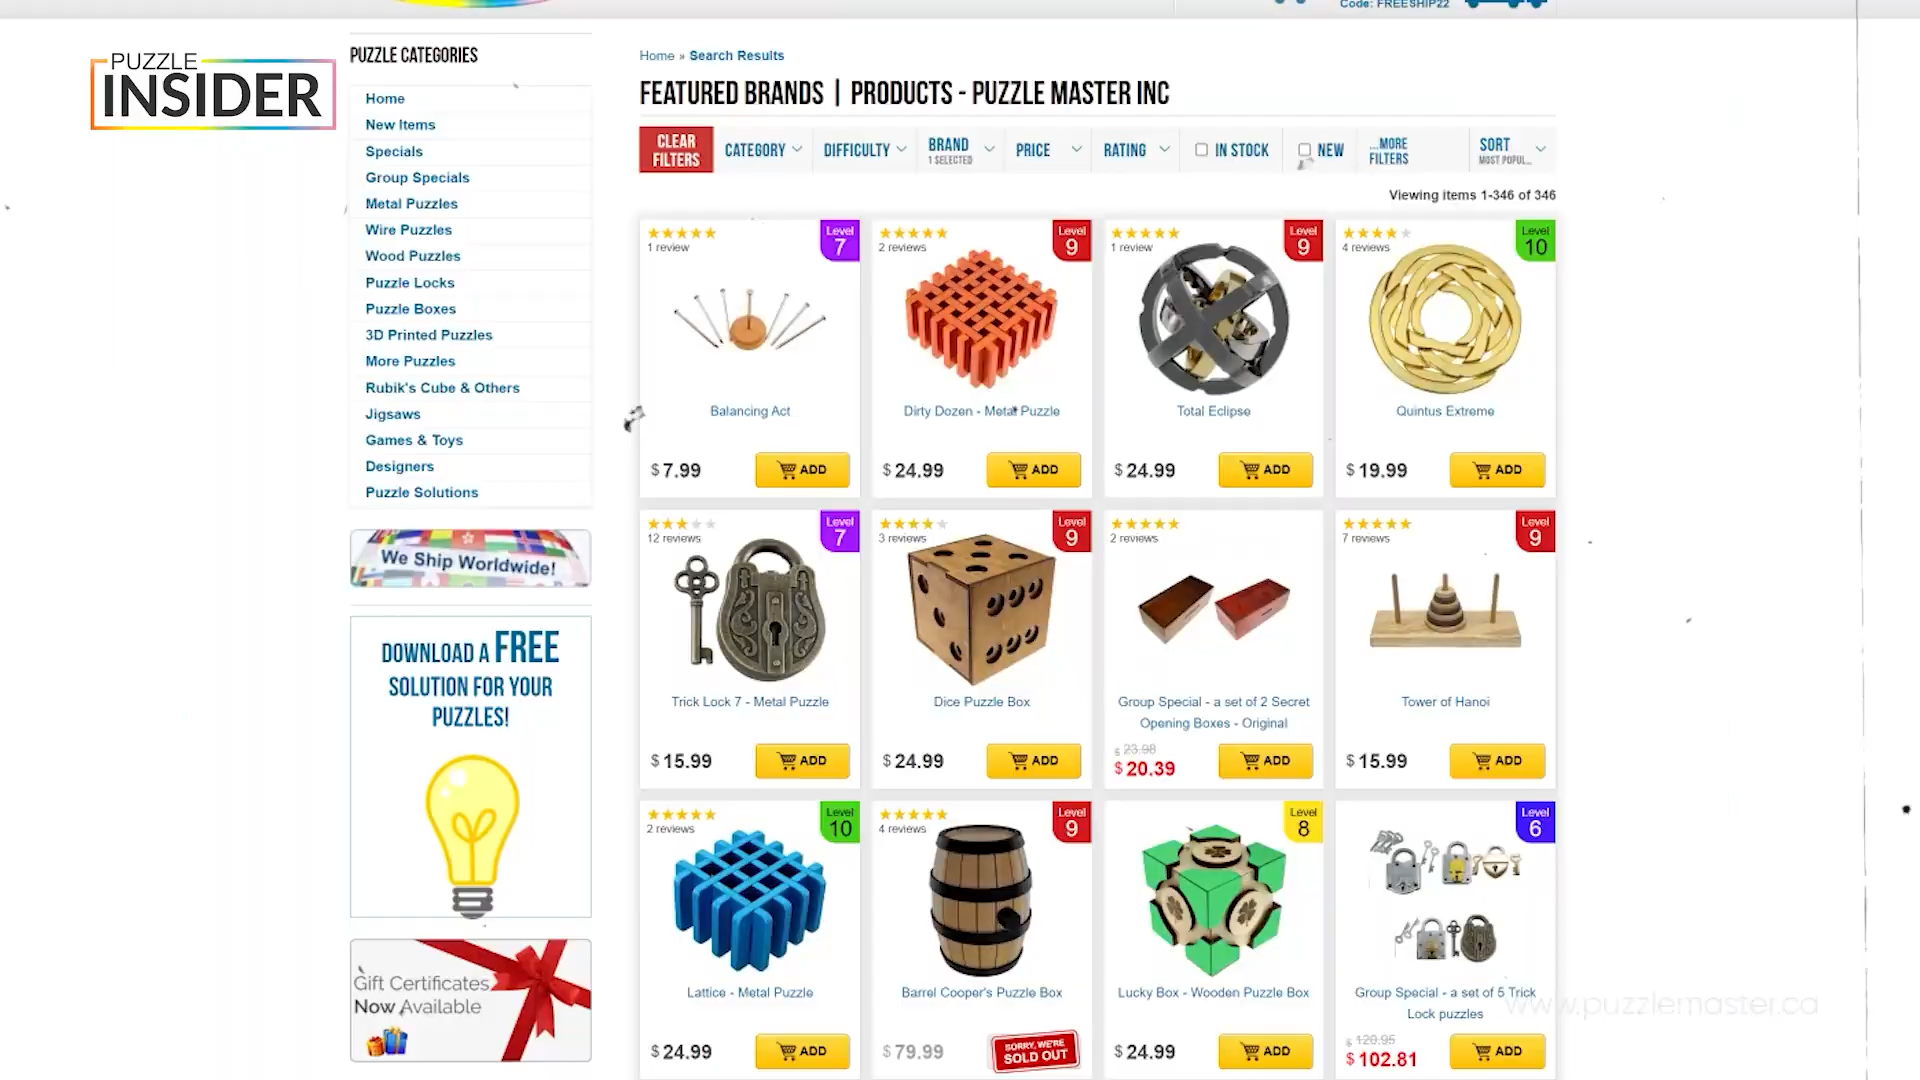 Code: FREESHIP22
PUZZLE
INSIDER
PUZZLE CATEGORIES
Home
New Items
Specials
Group Specials
Metal Puzzles
Wire Puzzles
Wood Puzzles
Puzzle Locks
Puzzle Boxes
3D Printed Puzzles
More Puzzles
Rubik's Cube & Others
Jigsaws
Games & Toys
Designers
Puzzle Solutions
We Ship Worldwide!
DOWNLOAD A FREE
SOLUTION FOR YOUR
PUZZLES!
Gift Certificates
Now Available
Home » Search Results
FEATURED BRANDS | PRODUCTS - PUZZLE MASTER INC
CLEAR FILTERS
CATEGORY
DIFFICULTY
BRAND
1 SELECTED
PRICE
RATING
IN STOCK
NEW
...MORE FILTERS
SORT
MOST POPUL...
Viewing items 1-346 of 346
1 review
Level 7
Balancing Act
$ 7.99
ADD
2 reviews
Level 9
Dirty Dozen - Metal Puzzle
$ 24.99
ADD
1 review
Level 9
Total Eclipse
$ 24.99
ADD
4 reviews
Level 10
Quintus Extreme
$ 19.99
ADD
12 reviews
Level 7
Trick Lock 7 - Metal Puzzle
$ 15.99
ADD
3 reviews
Level 9
Dice Puzzle Box
$ 24.99
ADD
2 reviews
Group Special - a set of 2 Secret
Opening Boxes - Original
$ 23.98
$ 20.39
ADD
7 reviews
Level 9
Tower of Hanoi
$ 15.99
ADD
2 reviews
Level 10
Lattice - Metal Puzzle
$ 24.99
ADD
4 reviews
Level 9
Barrel Cooper's Puzzle Box
$ 79.99
SORRY, WE'RE
SOLD OUT
Level 8
Lucky Box - Wooden Puzzle Box
$ 24.99
ADD
Level 6
Group Special - a set of 5 Trick
Lock puzzles
$ 120.95
$ 102.81
ADD
www.puzzlemaster.ca